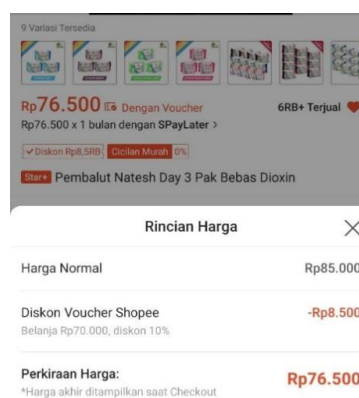 9 Variasi Tersedia
Rp76.500 Dengan Voucher 6RB+ Terjual
Rp76.500 x 1 bulan dengan SPayLater >
Diskon Rp8,5RB Cicilan Murah 0%
Star+ Pembalut Natesh Day 3 Pak Bebas Dioxin
Rincian Harga
Harga Normal Rp85.000
Diskon Voucher Shopee -Rp8.500
Belanja Rp70.000, diskon 10%
Perkiraan Harga: Rp76.500
*Harga akhir ditampilkan saat Checkout